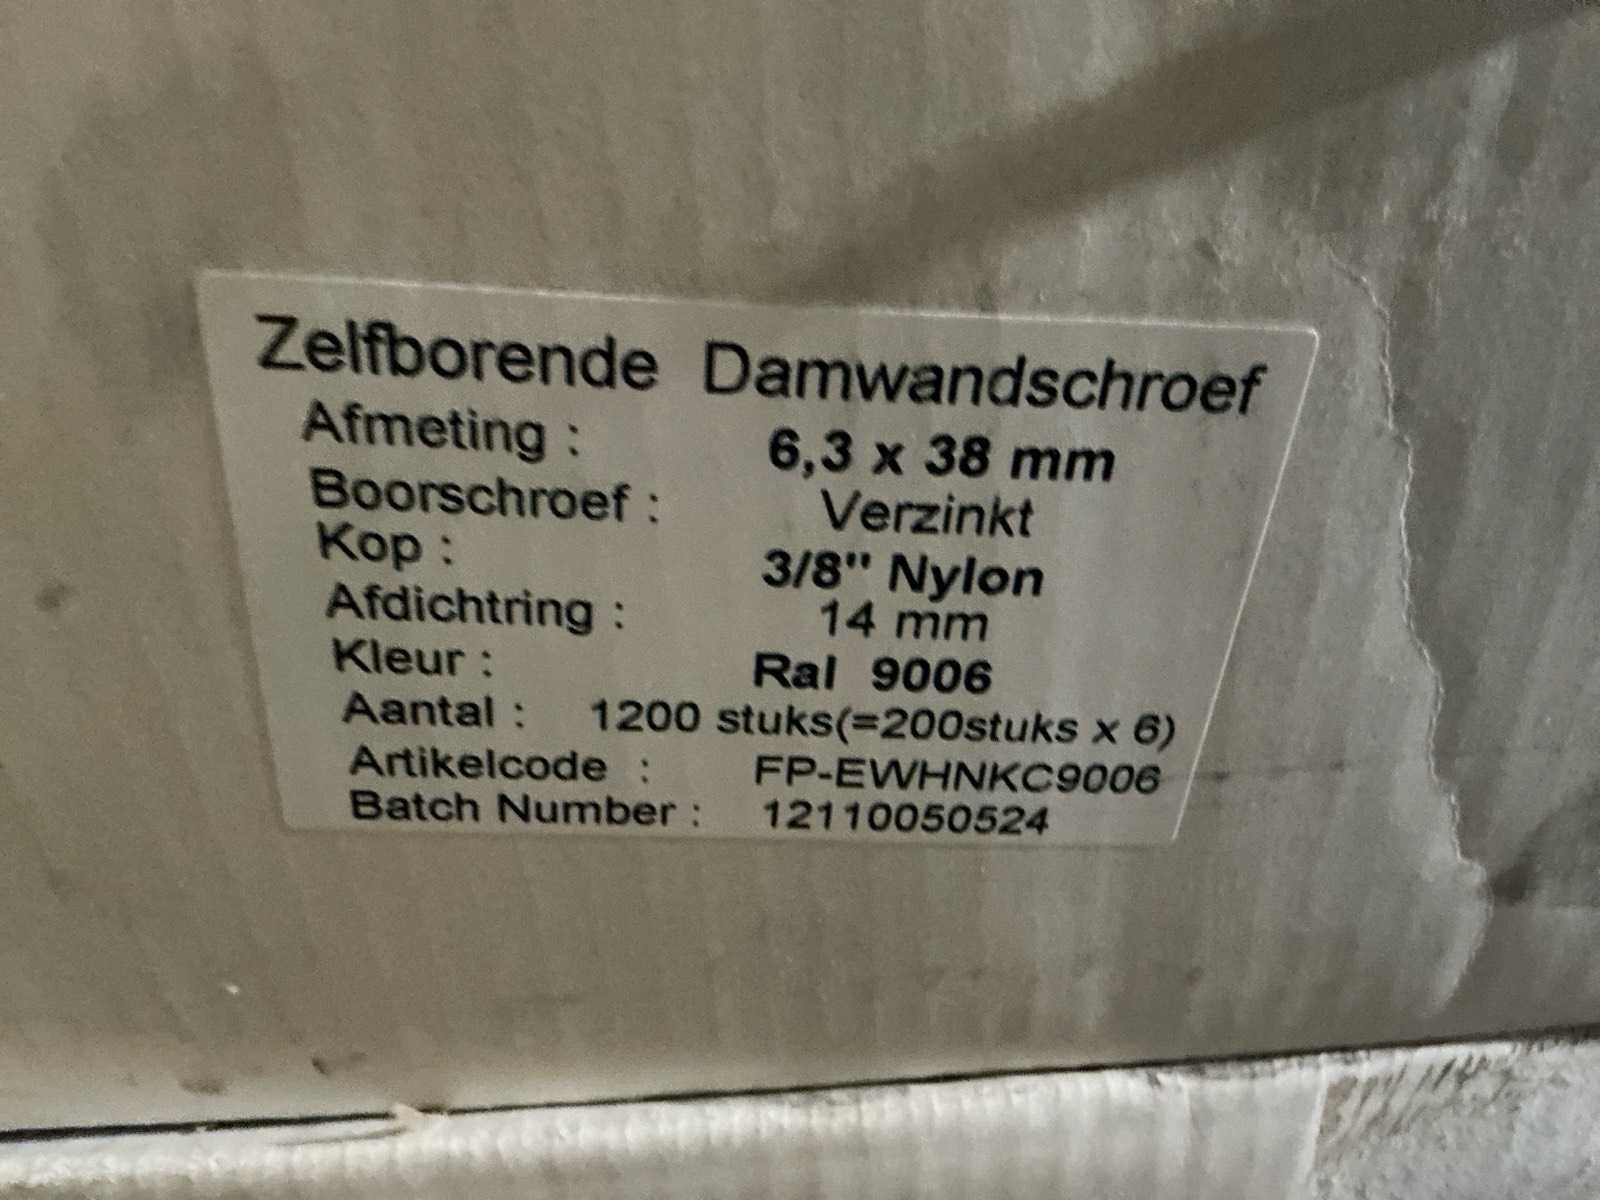 Zelfborende Damwandschroef
Afmeting : 6,3 x 38 mm
Boorschroef : Verzinkt
Kop : 3/8" Nylon
Afdichtring : 14 mm
Kleur : Ral 9006
Aantal : 1200 stuks(=200stuks x 6)
Artikelcode : FP-EWHNKC9006
Batch Number : 12110050524